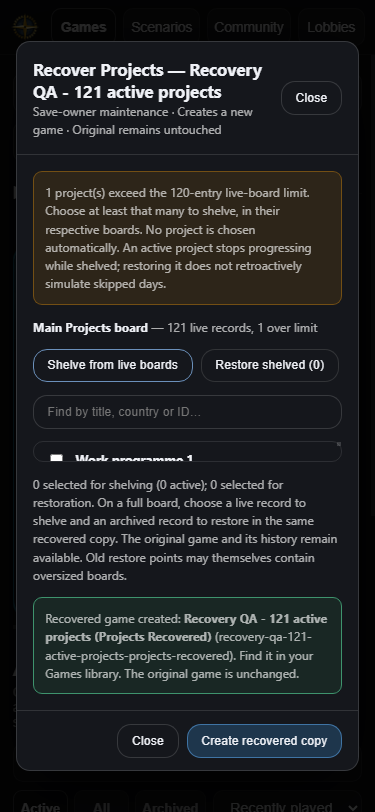 Games Scenarios Community Lobbies
Recover Projects — Recovery
QA - 121 active projects
Close
Save-owner maintenance · Creates a new
game · Original remains untouched
1 project(s) exceed the 120-entry live-board limit.
Choose at least that many to shelve, in their
respective boards. No project is chosen
automatically. An active project stops progressing
while shelved; restoring it does not retroactively
simulate skipped days.
Main Projects board — 121 live records, 1 over limit
Shelve from live boards Restore shelved (0)
Find by title, country or ID...
Work programme 1
0 selected for shelving (0 active); 0 selected for
restoration. On a full board, choose a live record to
shelve and an archived record to restore in the same
recovered copy. The original game and its history remain
available. Old restore points may themselves contain
oversized boards.
Recovered game created: Recovery QA - 121 active
projects (Projects Recovered) (recovery-qa-121-
active-projects-projects-recovered). Find it in your
Games library. The original game is unchanged.
Close Create recovered copy
Active All Archived Recently played